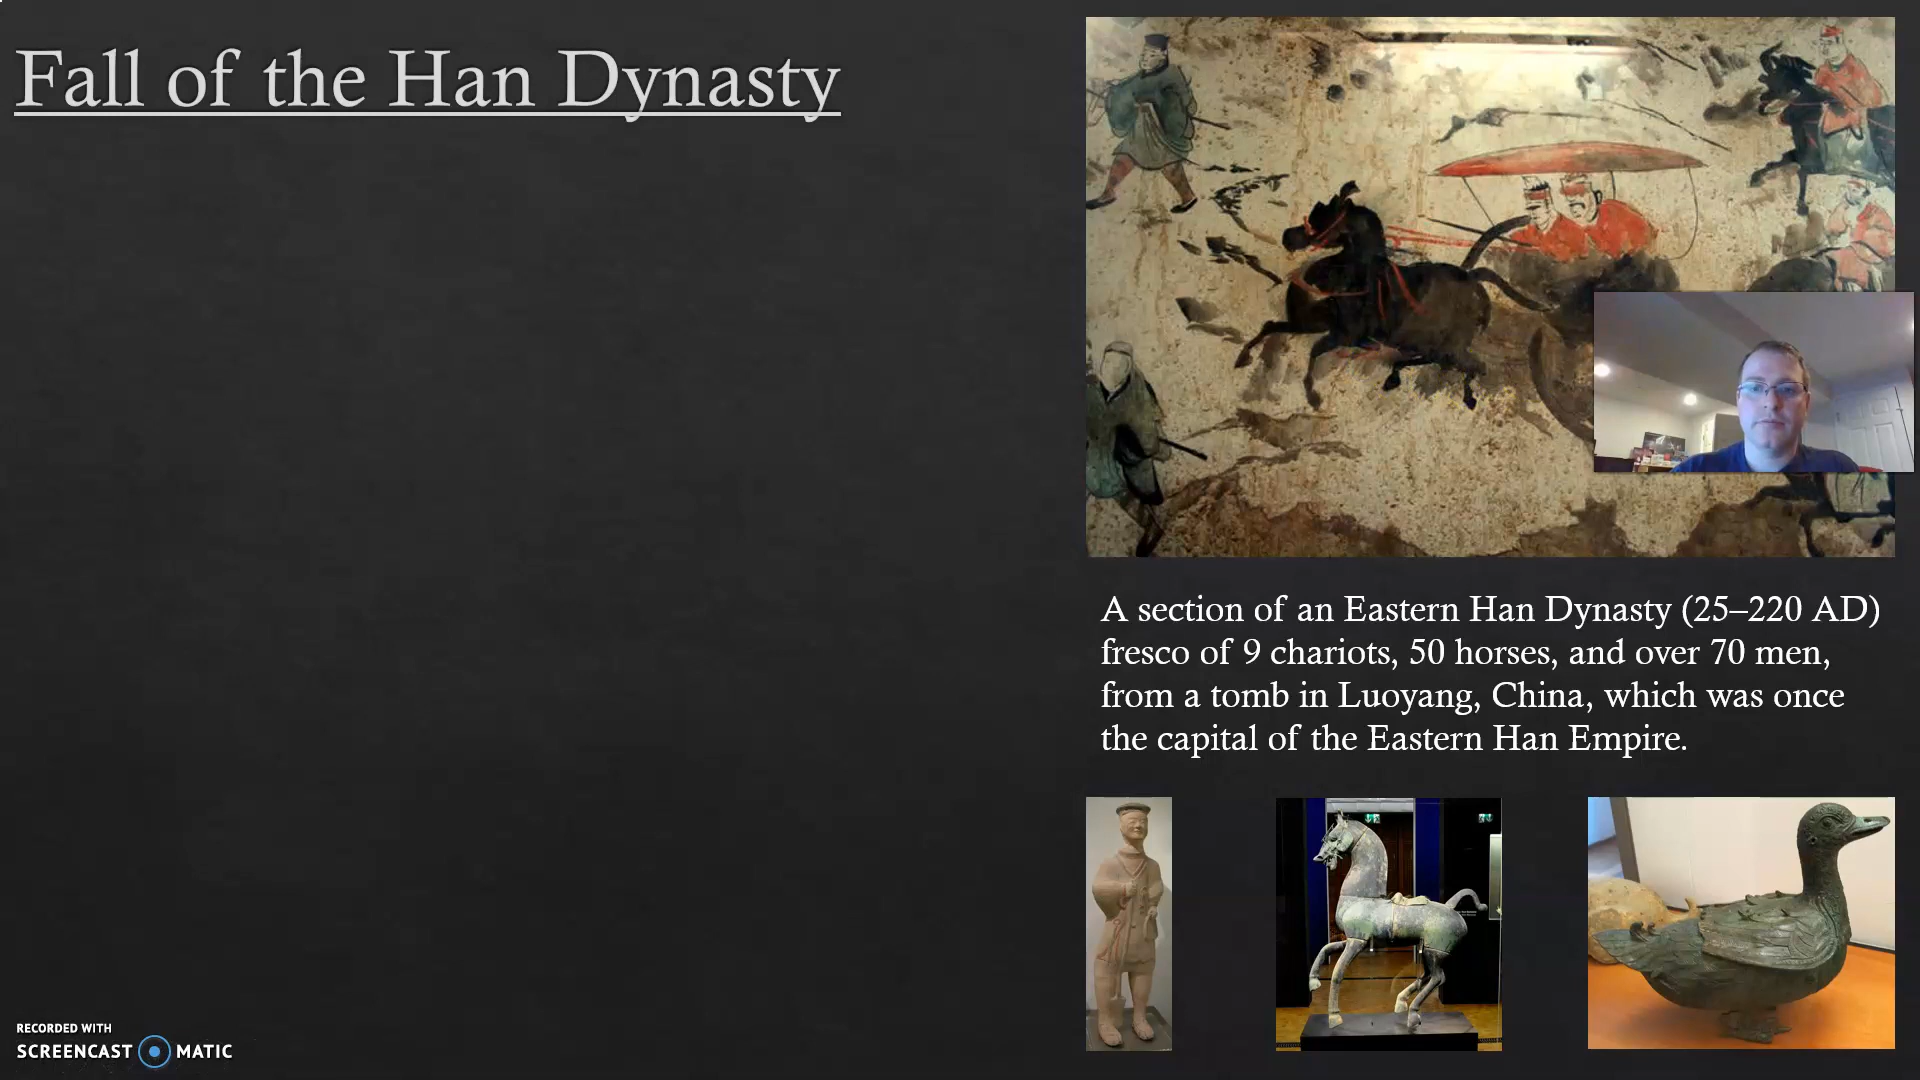 Fall of the Han Dynasty
A section of an Eastern Han Dynasty (25–220 AD)
fresco of 9 chariots, 50 horses, and over 70 men,
from a tomb in Luoyang, China, which was once
the capital of the Eastern Han Empire.
RECORDED WITH
SCREENCAST MATIC